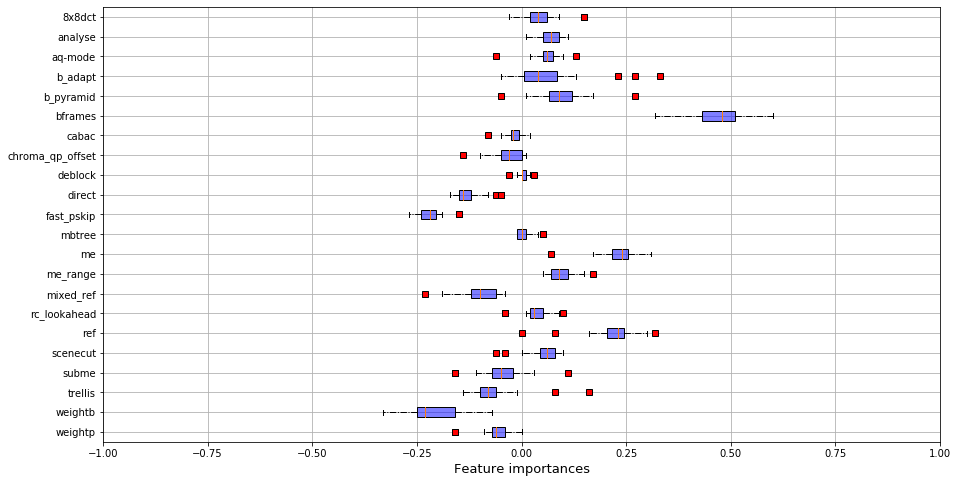 8x8dct
analyse
aq-mode
b_adapt
b_pyramid
bframes
cabac
chroma_qp_offset
deblock
direct
fast_pskip
mbtree
me
me_range
mixed_ref
rc_lookahead
ref
scenecut
subme
trellis
weightb
weightp
−1.00 −0.75 −0.50 −0.25 0.00 0.25 0.50 0.75 1.00
Feature importances